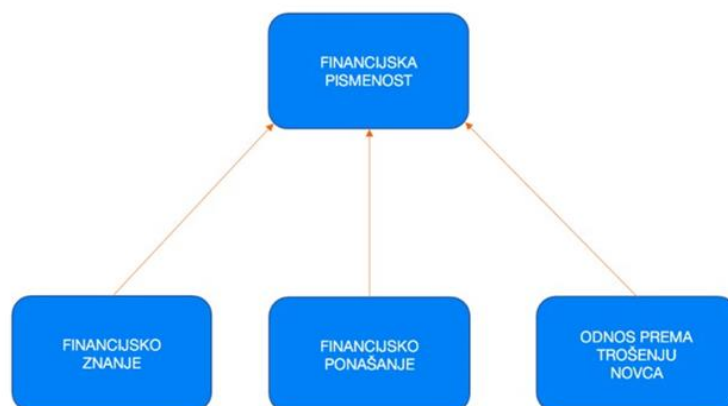 FINANCIJSKA
PISMENOST
FINANCIJSKO
ZNANJE
FINANCIJSKO
PONAŠANJE
ODNOS PREMA
TROŠENJU
NOVCA